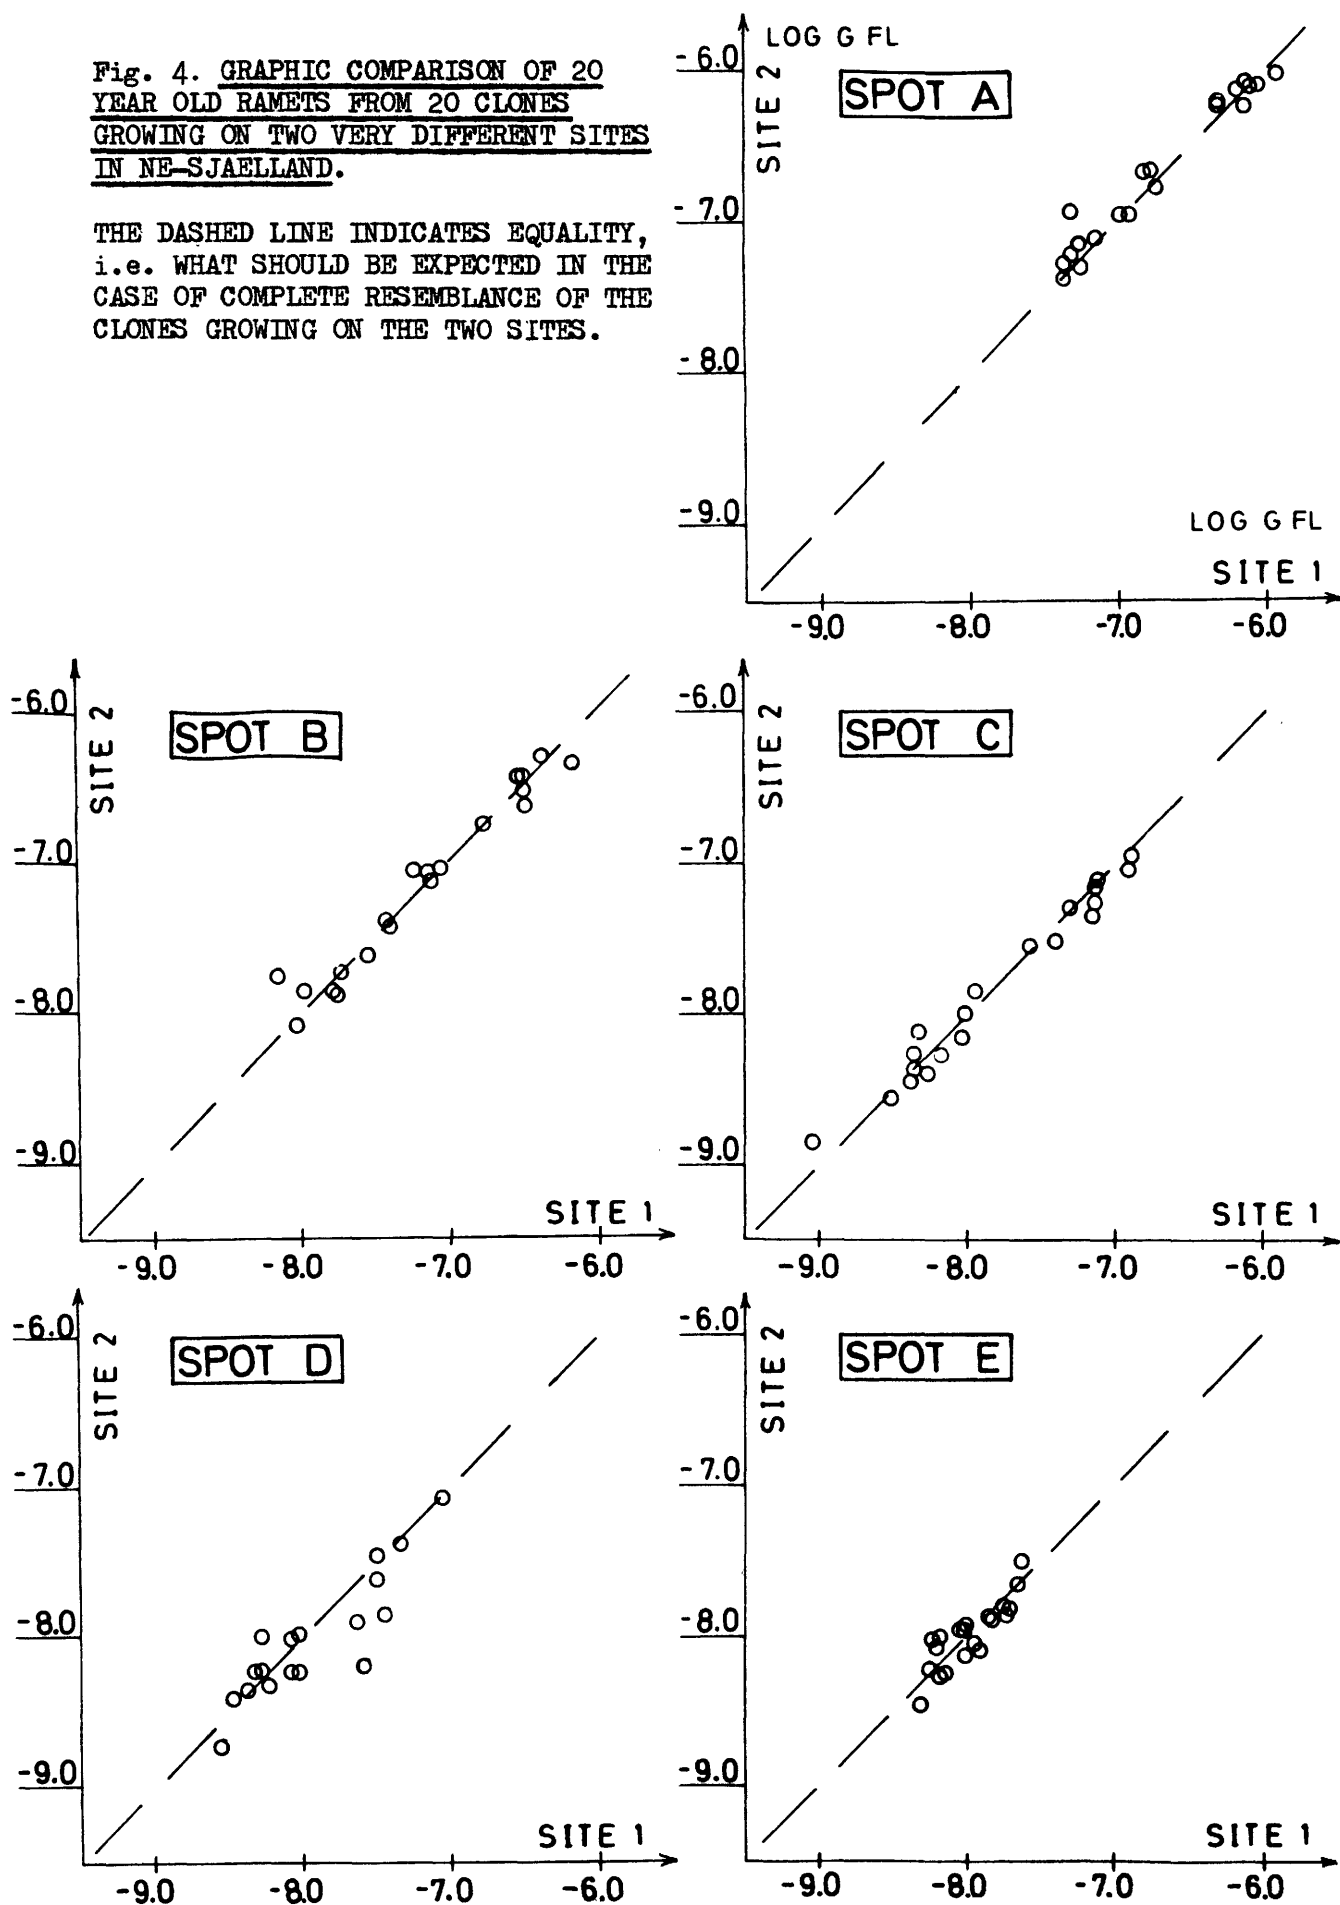 Fig. 4. GRAPHIC COMPARISON OF 20
YEAR OLD RAMETS FROM 20 CLONES
GROWING ON TWO VERY DIFFERENT SITES
IN NE-SJAELLAND.
THE DASHED LINE INDICATES EQUALITY,
i.e. WHAT SHOULD BE EXPECTED IN THE
CASE OF COMPLETE RESEMBLANCE OF THE
CLONES GROWING ON THE TWO SITES.
LOG G FL
SITE 2
SPOT A
-6.0
-7.0
-8.0
-9.0
LOG G FL
SITE 1
-9.0 -8.0 -7.0 -6.0
SITE 2
SPOT B
-6.0
-7.0
-8.0
-9.0
SITE 1
-9.0 -8.0 -7.0 -6.0
SITE 2
SPOT C
-6.0
-7.0
-8.0
-9.0
SITE 1
-9.0 -8.0 -7.0 -6.0
SITE 2
SPOT D
-6.0
-7.0
-8.0
-9.0
SITE 1
-9.0 -8.0 -7.0 -6.0
SITE 2
SPOT E
-6.0
-7.0
-8.0
-9.0
SITE 1
-9.0 -8.0 -7.0 -6.0